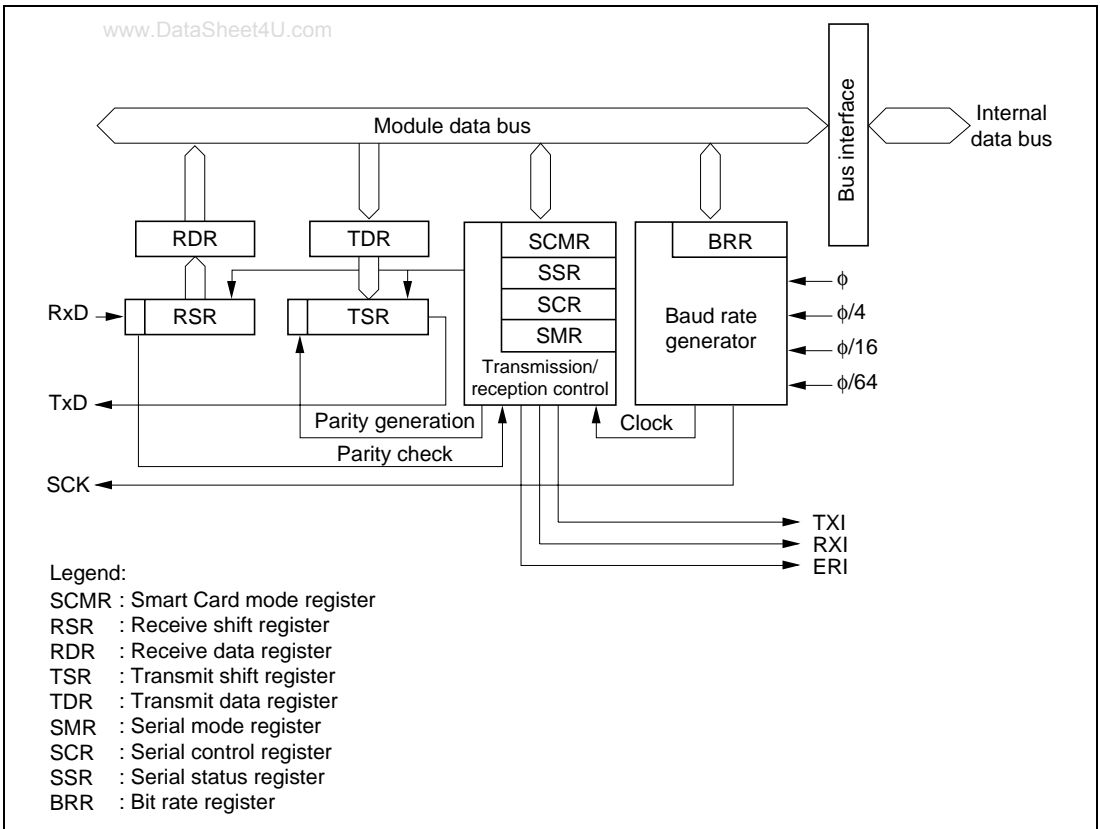 www.DataSheet4U.com
Bus interface
Internal
data bus
Module data bus
RDR
TDR
SCMR
BRR
SSR
SCR
SMR
RxD
RSR
TSR
Baud rate
generator
φ
φ/4
φ/16
φ/64
Transmission/
reception control
TxD
Parity generation
Clock
Parity check
SCK
TXI
RXI
ERI
Legend:
SCMR : Smart Card mode register
RSR : Receive shift register
RDR : Receive data register
TSR : Transmit shift register
TDR : Transmit data register
SMR : Serial mode register
SCR : Serial control register
SSR : Serial status register
BRR : Bit rate register